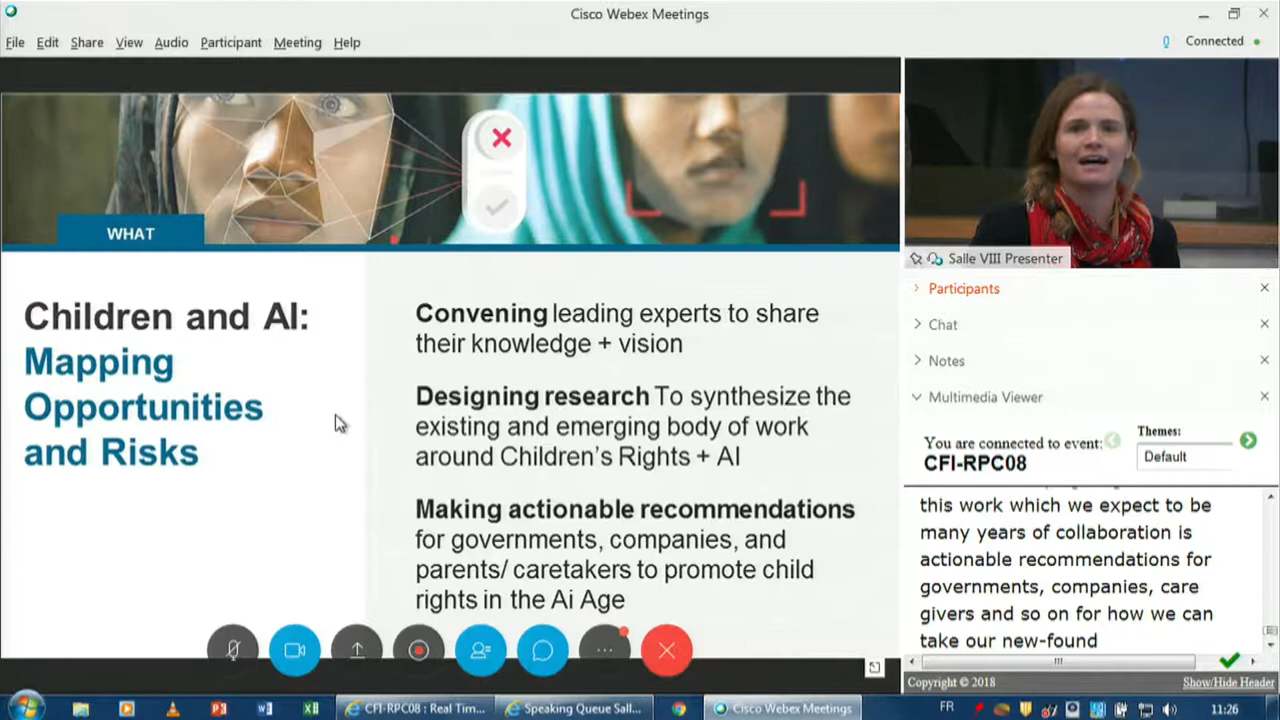 Cisco Webex Meetings
File Edit Share View Audio Participant Meeting Help
Connected
WHAT
Children and AI:
Mapping
Opportunities
and Risks
Convening leading experts to share
their knowledge + vision
Designing research To synthesize the
existing and emerging body of work
around Children's Rights + AI
Making actionable recommendations
for governments, companies, and
parents/ caretakers to promote child
rights in the Ai Age
Salle VIII Presenter
Participants
Chat
Notes
Multimedia Viewer
You are connected to event:
CFI-RPC08
Themes:
Default
this work which we expect to be
many years of collaboration is
actionable recommendations for
governments, companies, care
givers and so on for how we can
take our new-found
Copyright © 2018
Show/Hide Header
CFI-RPC08 : Real Tim...
Speaking Queue Sall...
Cisco Webex Meetings
FR
11:26